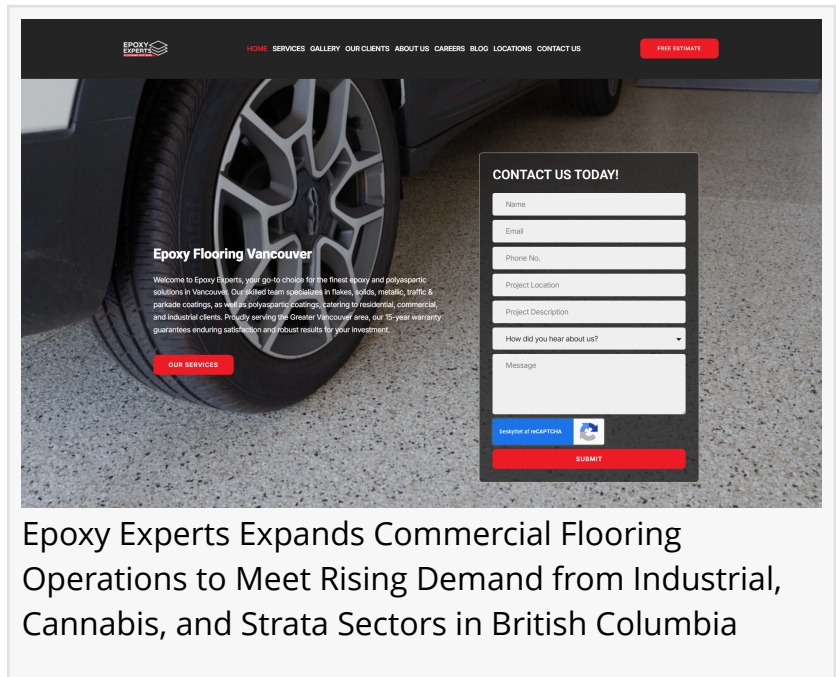 EPOXY
EXPERTS
FLOORING SYSTEMS
HOME SERVICES GALLERY OUR CLIENTS ABOUT US CAREERS BLOG LOCATIONS CONTACT US
FREE ESTIMATE
Epoxy Flooring Vancouver
Welcome to Epoxy Experts, your go-to choice for the finest epoxy and polyaspartic
solutions in Vancouver. Our skilled team specializes in flakes, solids, metallic, traffic &
parkade coatings, as well as polyaspartic coatings, catering to residential, commercial,
and industrial clients. Proudly serving the Greater Vancouver area, our 15-year warranty
guarantees enduring satisfaction and robust results for your investment.
OUR SERVICES
CONTACT US TODAY!
Name
Email
Phone No.
Project Location
Project Description
How did you hear about us?
Message
beskyttet af reCAPTCHA
SUBMIT
Epoxy Experts Expands Commercial Flooring
Operations to Meet Rising Demand from Industrial,
Cannabis, and Strata Sectors in British Columbia